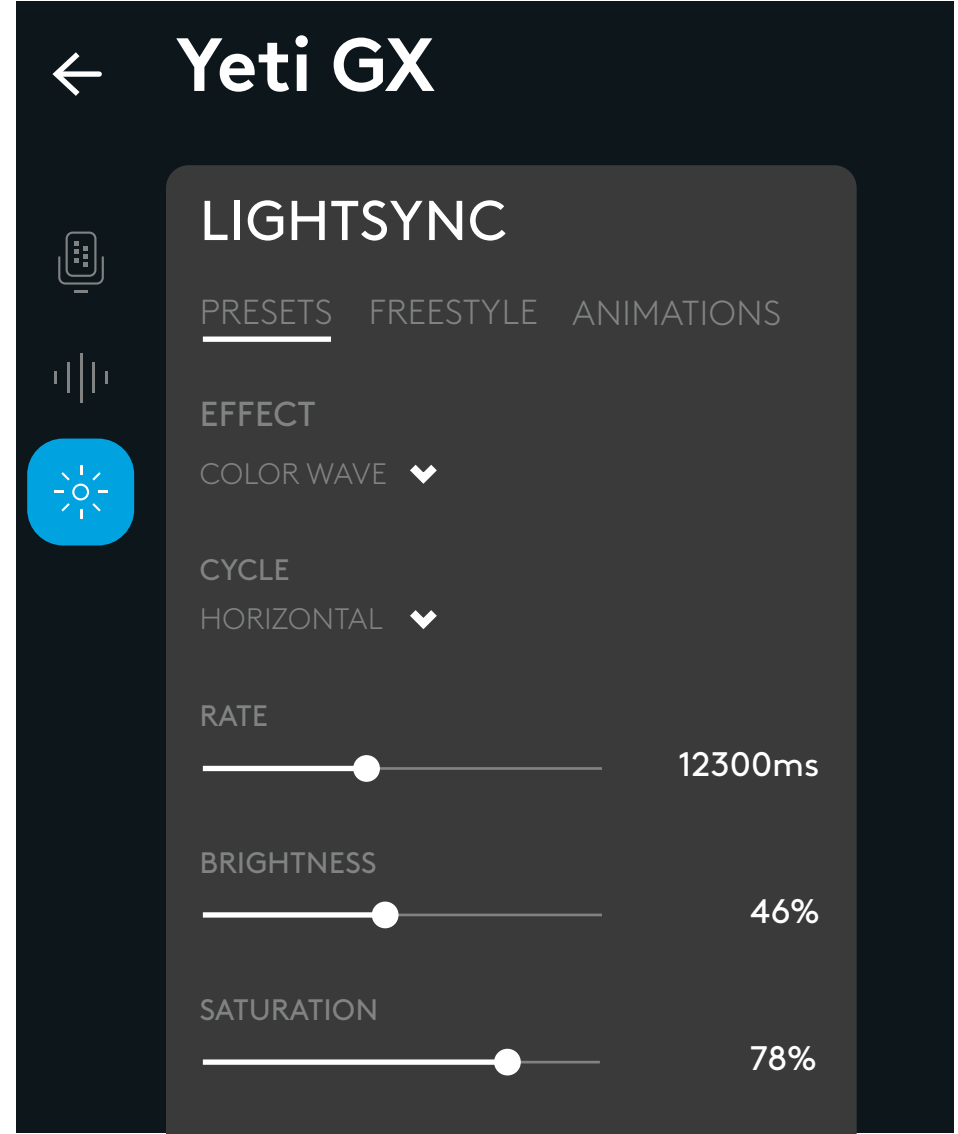 Yeti GX
LIGHTSYNC
PRESETS FREESTYLE ANIMATIONS
EFFECT
COLOR WAVE
CYCLE
HORIZONTAL
RATE
12300ms
BRIGHTNESS
46%
SATURATION
78%